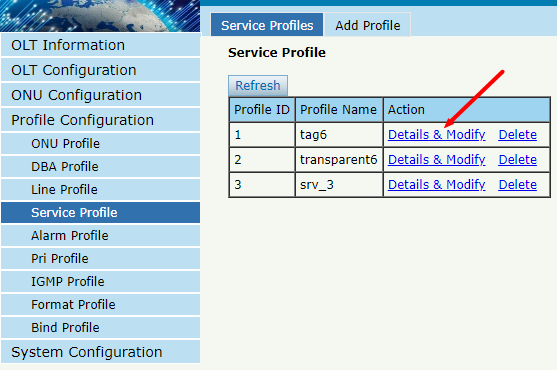 Service Profiles Add Profile
OLT Information
OLT Configuration
ONU Configuration
Profile Configuration
ONU Profile
DBA Profile
Line Profile
Service Profile
Alarm Profile
Pri Profile
IGMP Profile
Format Profile
Bind Profile
System Configuration
Service Profile
Refresh
Profile ID Profile Name Action
1 tag6 Details & Modify Delete
2 transparent6 Details & Modify Delete
3 srv_3 Details & Modify Delete